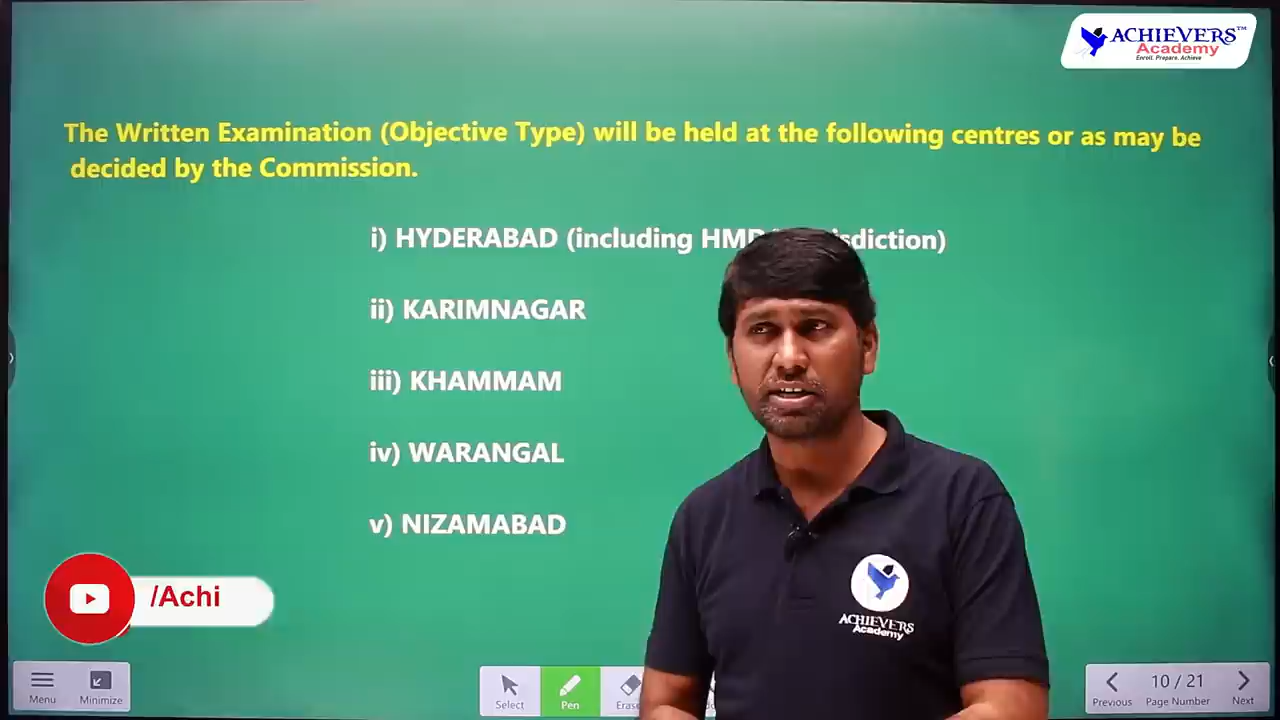 ACHIEVERS™
Academy
Enroll. Prepare. Achieve
The Written Examination (Objective Type) will be held at the following centres or as may be
decided by the Commission.
i) HYDERABAD (including HMD
sdiction)
ii) KARIMNAGAR
iii) KHAMMAM
iv) WARANGAL
v) NIZAMABAD
/Achi
ACHIEVERS
Academy
Menu
Minimize
Select
Pen
Erase
Previous
10 / 21
Page Number
Next